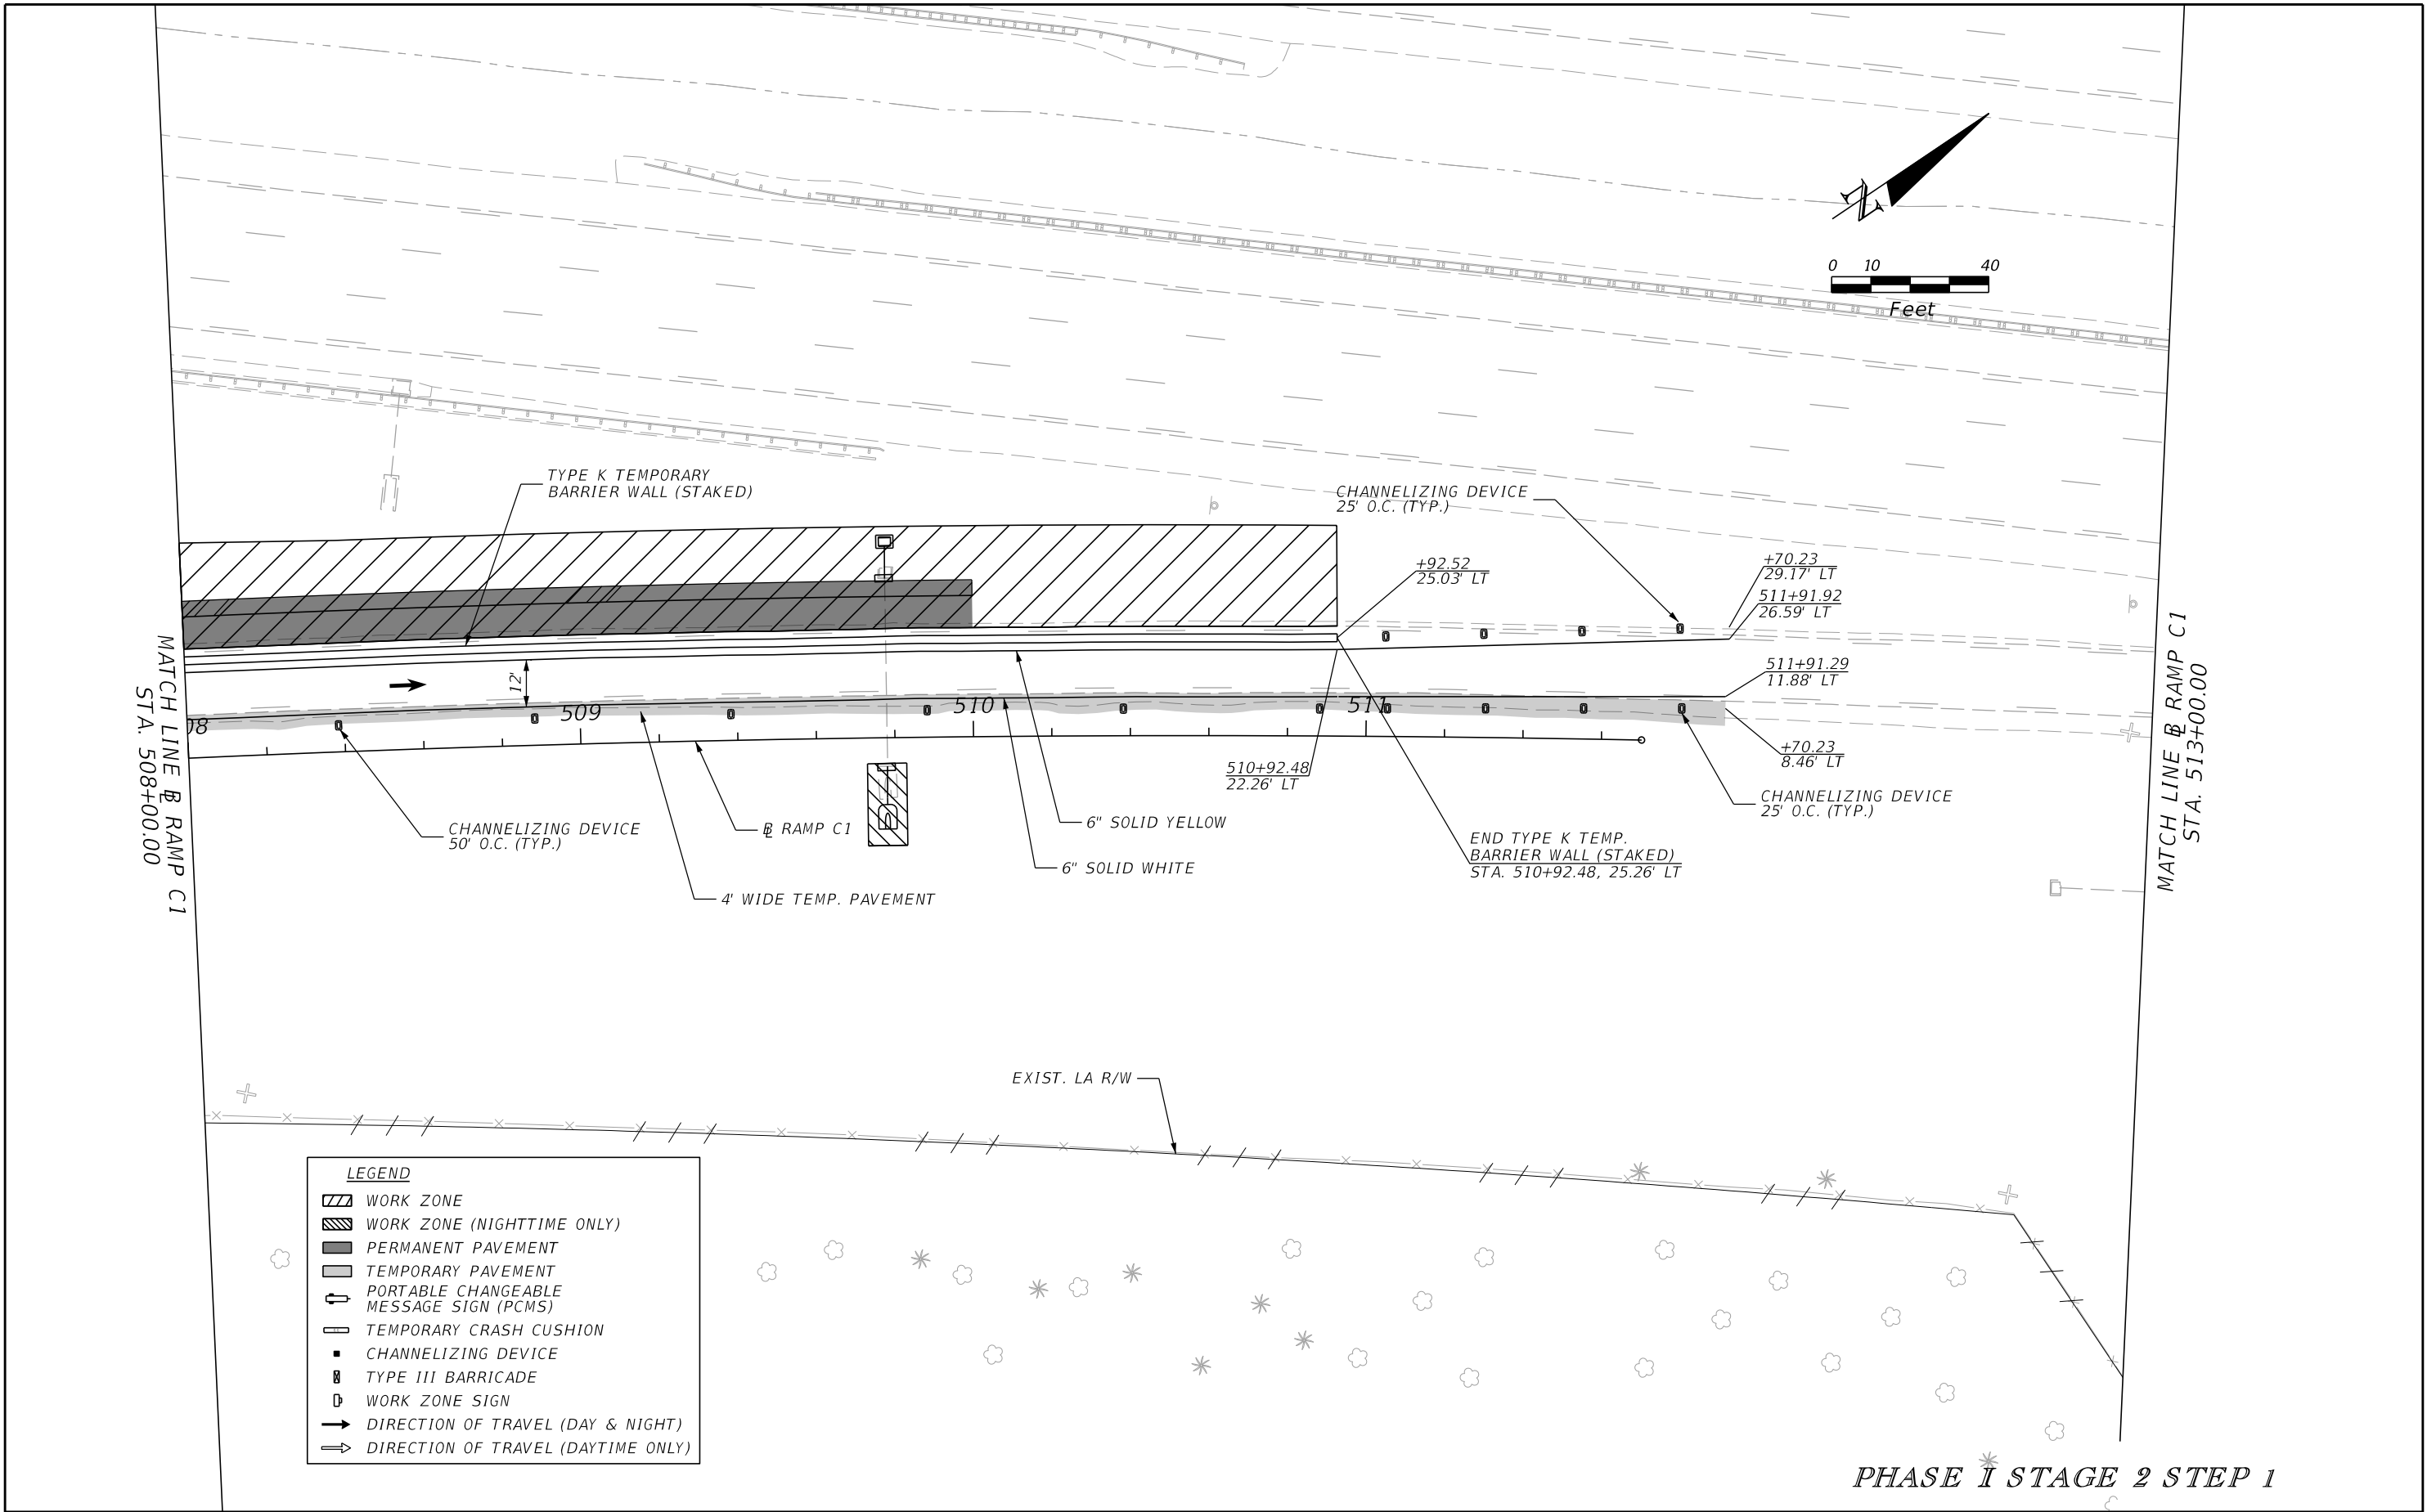 N
0 10 40
Feet
TYPE K TEMPORARY
BARRIER WALL (STAKED)
CHANNELIZING DEVICE
25' O.C. (TYP.)
+92.52
25.03' LT
+70.23
29.17' LT
511+91.92
26.59' LT
MATCH LINE BL RAMP C1
STA. 508+00.00
12'
08
509
510
511
511+91.29
11.88' LT
+70.23
8.46' LT
MATCH LINE BL RAMP C1
STA. 513+00.00
510+92.48
22.26' LT
CHANNELIZING DEVICE
25' O.C. (TYP.)
CHANNELIZING DEVICE
50' O.C. (TYP.)
BL RAMP C1
6" SOLID YELLOW
END TYPE K TEMP.
BARRIER WALL (STAKED)
STA. 510+92.48, 25.26' LT
6" SOLID WHITE
4' WIDE TEMP. PAVEMENT
EXIST. LA R/W
LEGEND
WORK ZONE
WORK ZONE (NIGHTTIME ONLY)
PERMANENT PAVEMENT
TEMPORARY PAVEMENT
PORTABLE CHANGEABLE
MESSAGE SIGN (PCMS)
TEMPORARY CRASH CUSHION
CHANNELIZING DEVICE
TYPE III BARRICADE
WORK ZONE SIGN
DIRECTION OF TRAVEL (DAY & NIGHT)
DIRECTION OF TRAVEL (DAYTIME ONLY)
PHASE I STAGE 2 STEP 1